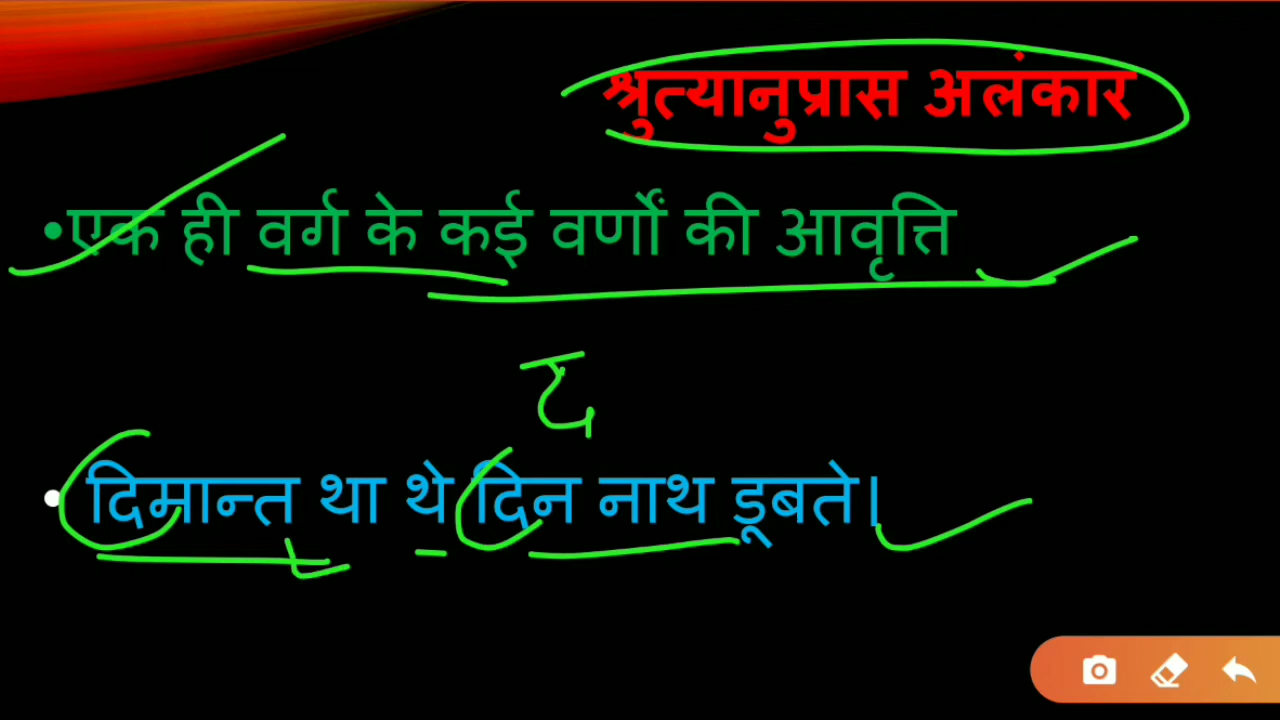 श्रुत्यानुप्रास अलंकार
•एक ही वर्ग के कई वर्णों की आवृत्ति
द
• दिमान्त था थे दिन नाथ डूबते।